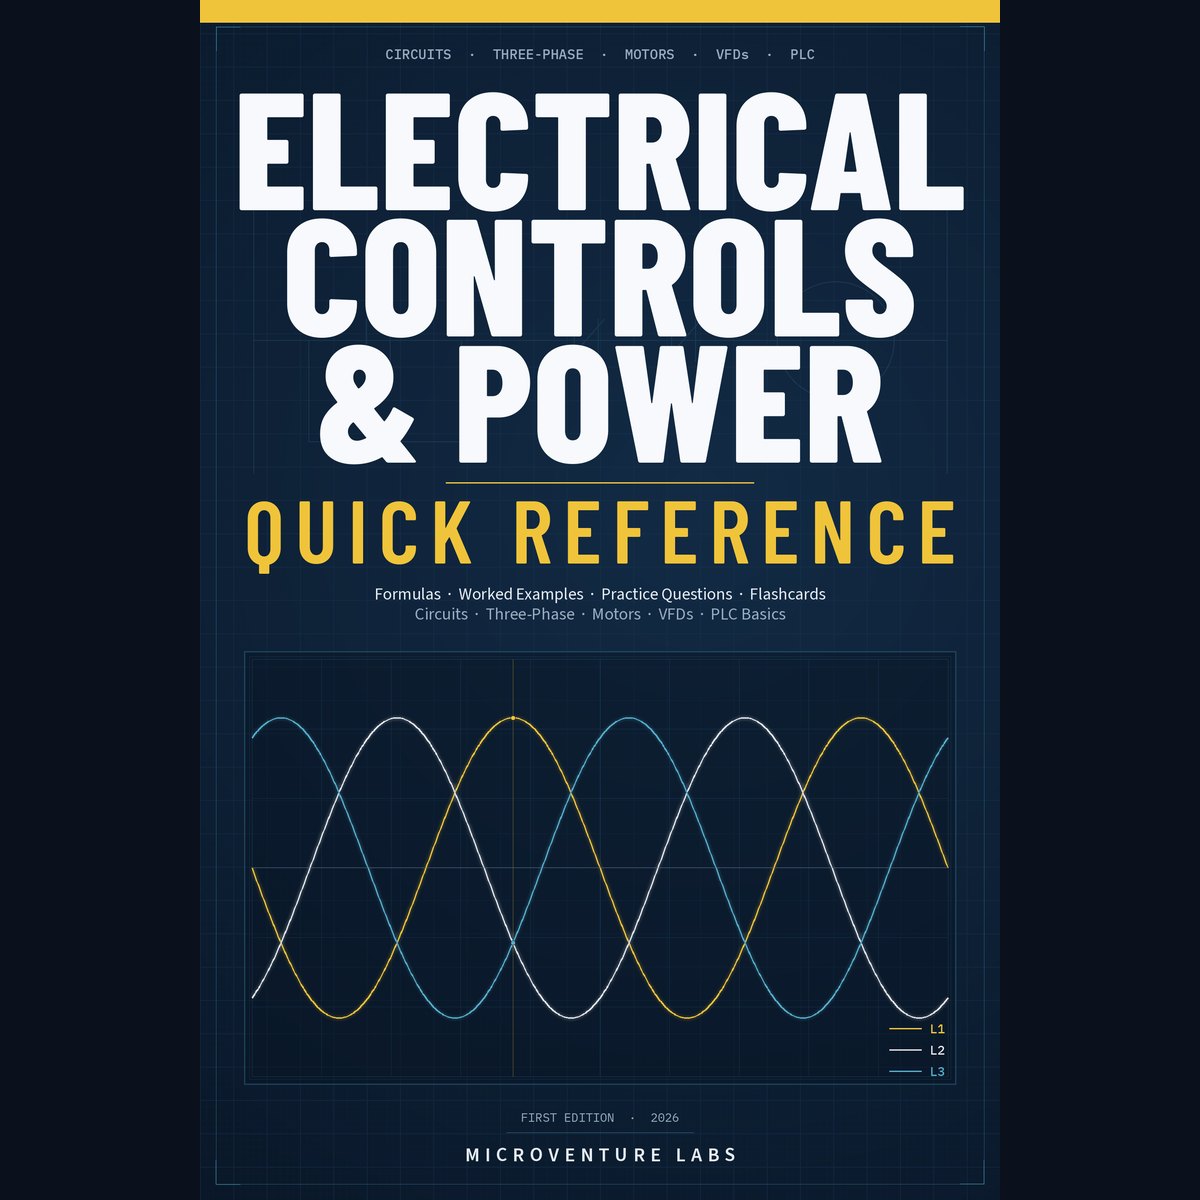 CIRCUITS · THREE-PHASE · MOTORS · VFDs · PLC
ELECTRICAL
CONTROLS
& POWER
QUICK REFERENCE
Formulas · Worked Examples · Practice Questions · Flashcards
Circuits · Three-Phase · Motors · VFDs · PLC Basics
L1
L2
L3
FIRST EDITION · 2026
MICROVENTURE LABS